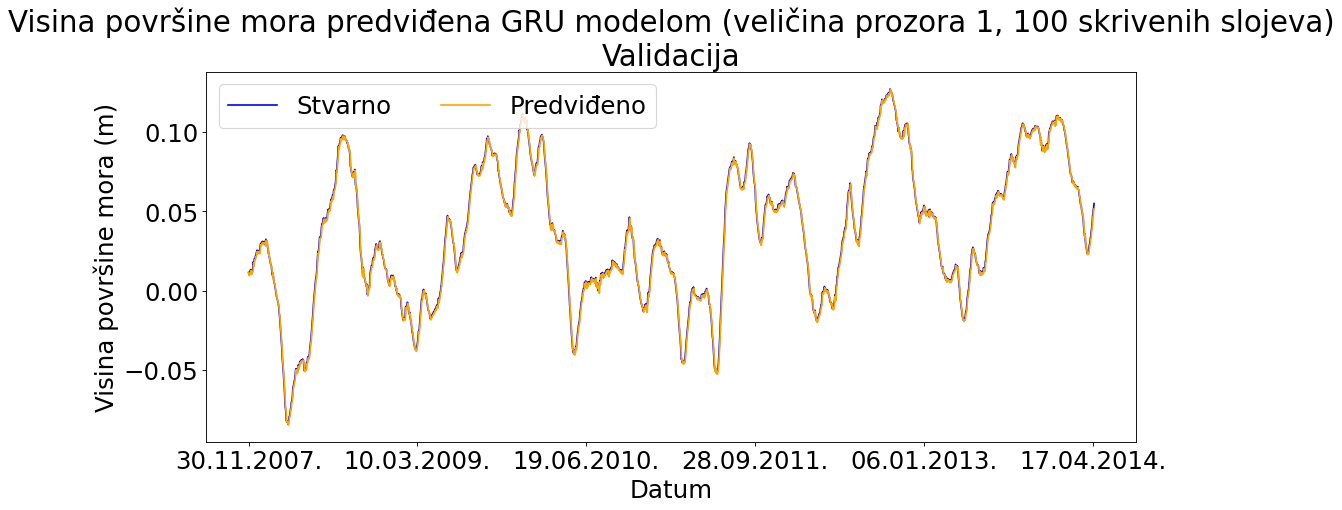 Visina površine mora predviđena GRU modelom (veličina prozora 1, 100 skrivenih slojeva)
Validacija
Stvarno Predviđeno
Visina površine mora (m)
0.10
0.05
0.00
−0.05
30.11.2007. 10.03.2009. 19.06.2010. 28.09.2011. 06.01.2013. 17.04.2014.
Datum